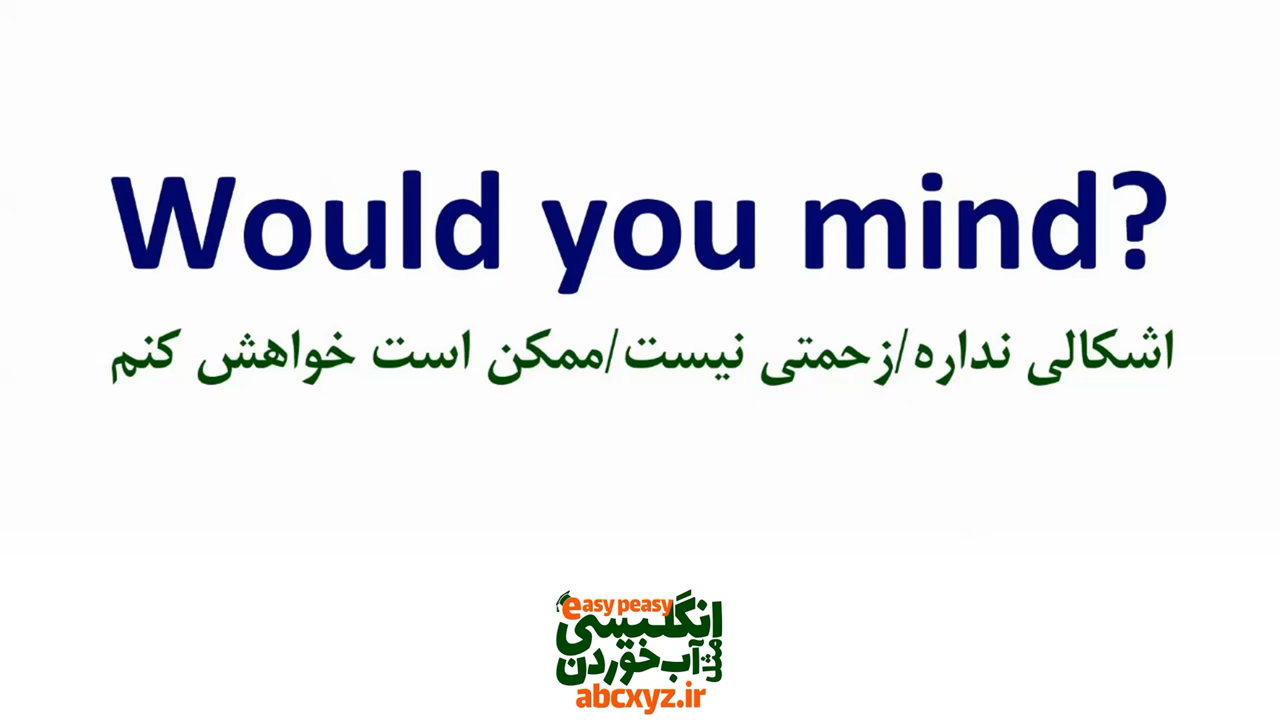 Would you mind?
اشکالی نداره/زحمتی نیست/ممکن است خواهش کنم
easy peasy
انگلیسی
مثل آب خوردن
abcxyz.ir